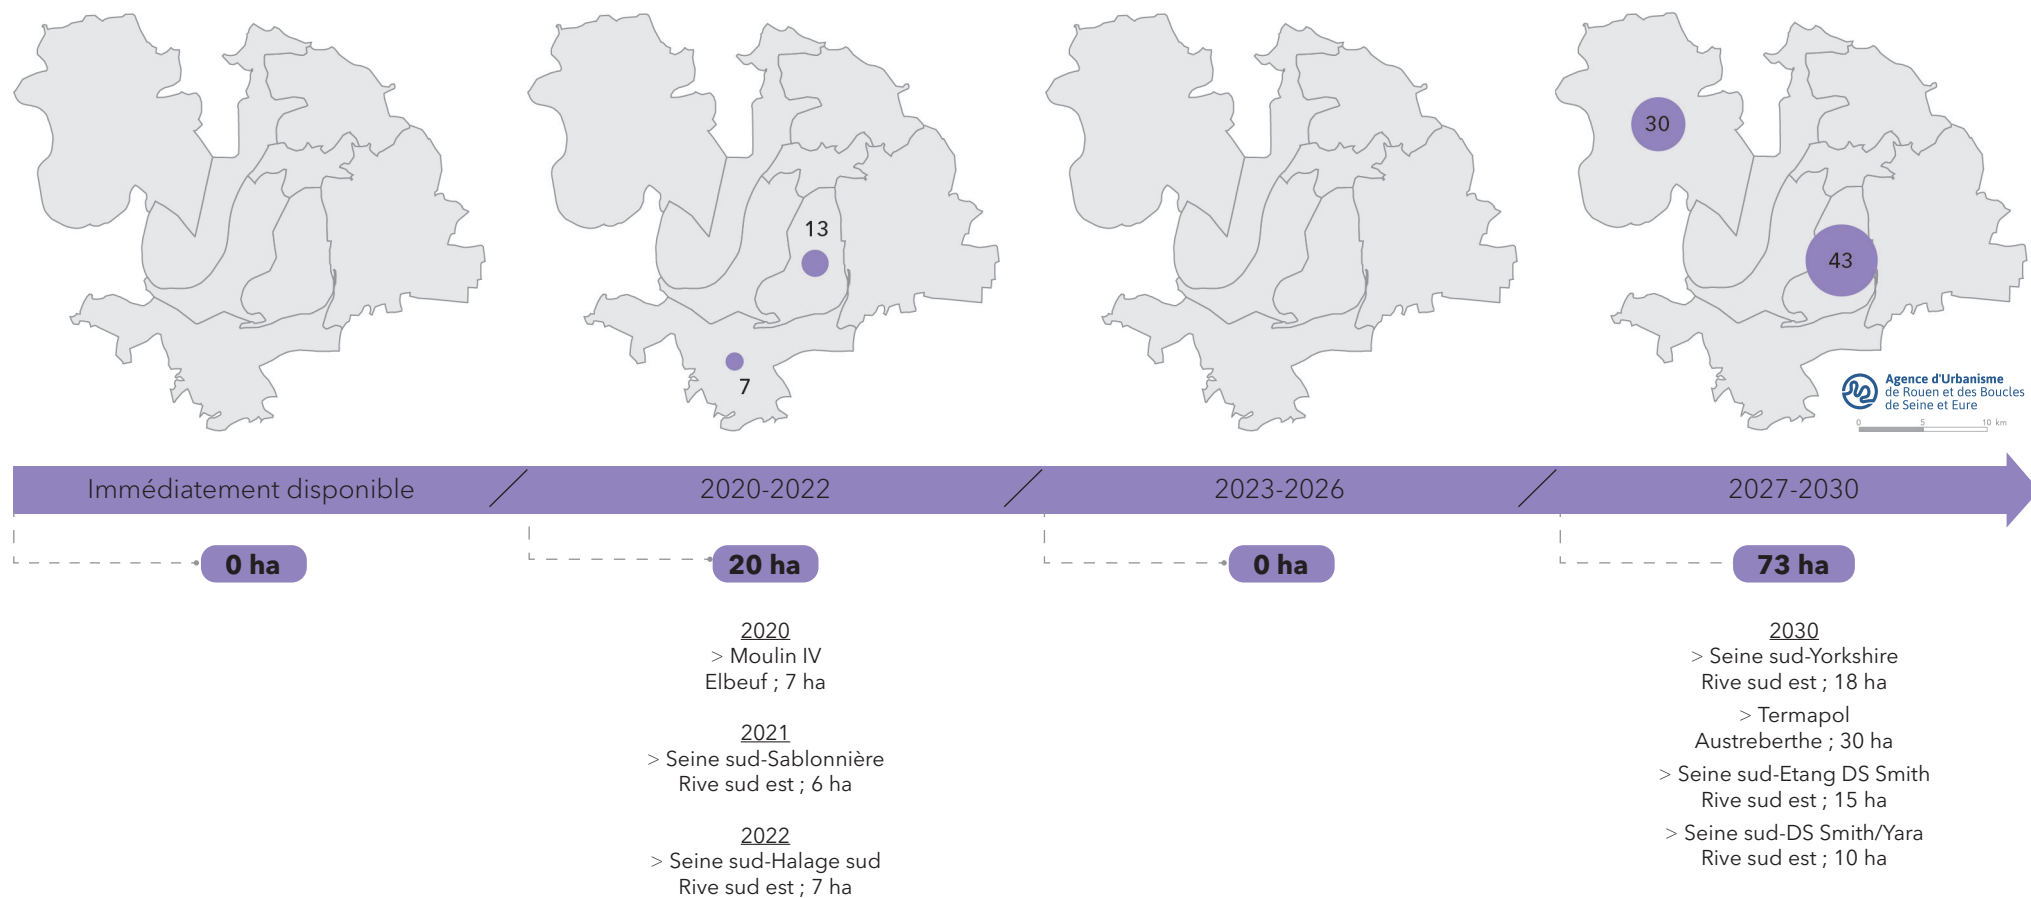 13
7
30
43
Agence d'Urbanisme
de Rouen et des Boucles
de Seine et Eure
0 5 10 km
Immédiatement disponible
2020-2022
2023-2026
2027-2030
0 ha
20 ha
0 ha
73 ha
2020
> Moulin IV
Elbeuf ; 7 ha
2021
> Seine sud-Sablonnière
Rive sud est ; 6 ha
2022
> Seine sud-Halage sud
Rive sud est ; 7 ha
2030
> Seine sud-Yorkshire
Rive sud est ; 18 ha
> Termapol
Austreberthe ; 30 ha
> Seine sud-Etang DS Smith
Rive sud est ; 15 ha
> Seine sud-DS Smith/Yara
Rive sud est ; 10 ha